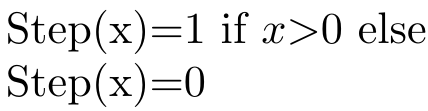 Step(x)=1 if x>0 else
Step(x)=0